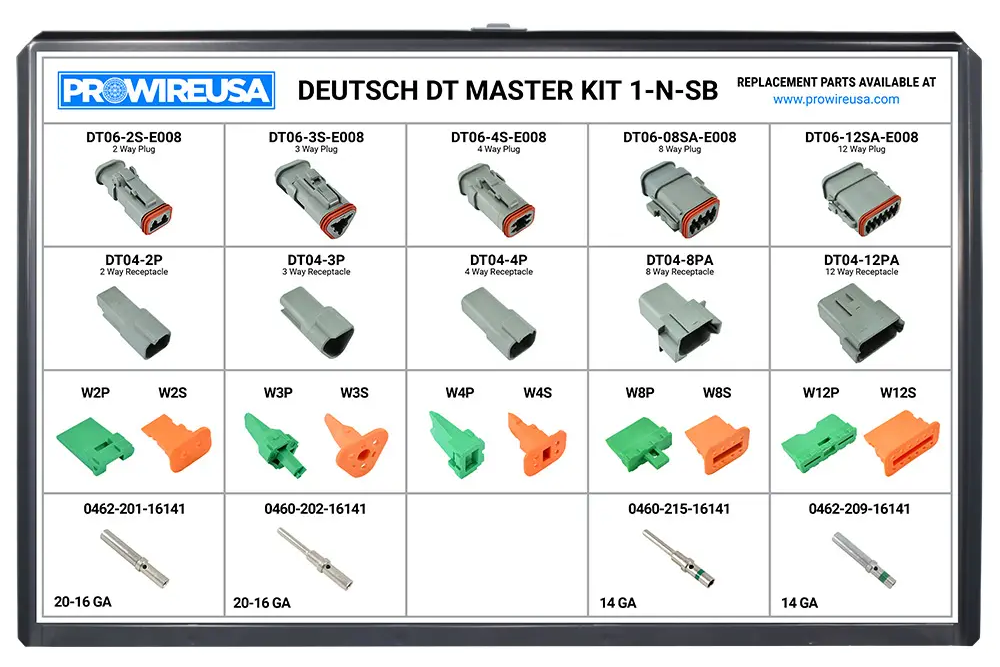 PROWIREUSA
DEUTSCH DT MASTER KIT 1-N-SB
REPLACEMENT PARTS AVAILABLE AT
www.prowireusa.com
DT06-2S-E008
2 Way Plug
DT06-3S-E008
3 Way Plug
DT06-4S-E008
4 Way Plug
DT06-08SA-E008
8 Way Plug
DT06-12SA-E008
12 Way Plug
DT04-2P
2 Way Receptacle
DT04-3P
3 Way Receptacle
DT04-4P
4 Way Receptacle
DT04-8PA
8 Way Receptacle
DT04-12PA
12 Way Receptacle
W2P W2S
W3P W3S
W4P W4S
W8P W8S
W12P W12S
0462-201-16141
20-16 GA
0460-202-16141
20-16 GA
0460-215-16141
14 GA
0462-209-16141
14 GA